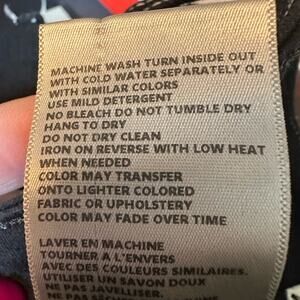 MACHINE WASH TURN INSIDE OUT
WITH COLD WATER SEPARATELY OR
WITH SIMILAR COLORS
USE MILD DETERGENT
NO BLEACH DO NOT TUMBLE DRY
HANG TO DRY
DO NOT DRY CLEAN
IRON ON REVERSE WITH LOW HEAT
WHEN NEEDED
COLOR MAY TRANSFER
ONTO LIGHTER COLORED
FABRIC OR UPHOLSTERY
COLOR MAY FADE OVER TIME
LAVER EN MACHINE
TOURNER A L'ENVERS
AVEC DES COULEURS SIMILAIRES.
UTILISER UN SAVON DOUX
NE PAS JAVELLISER.
NE PAS